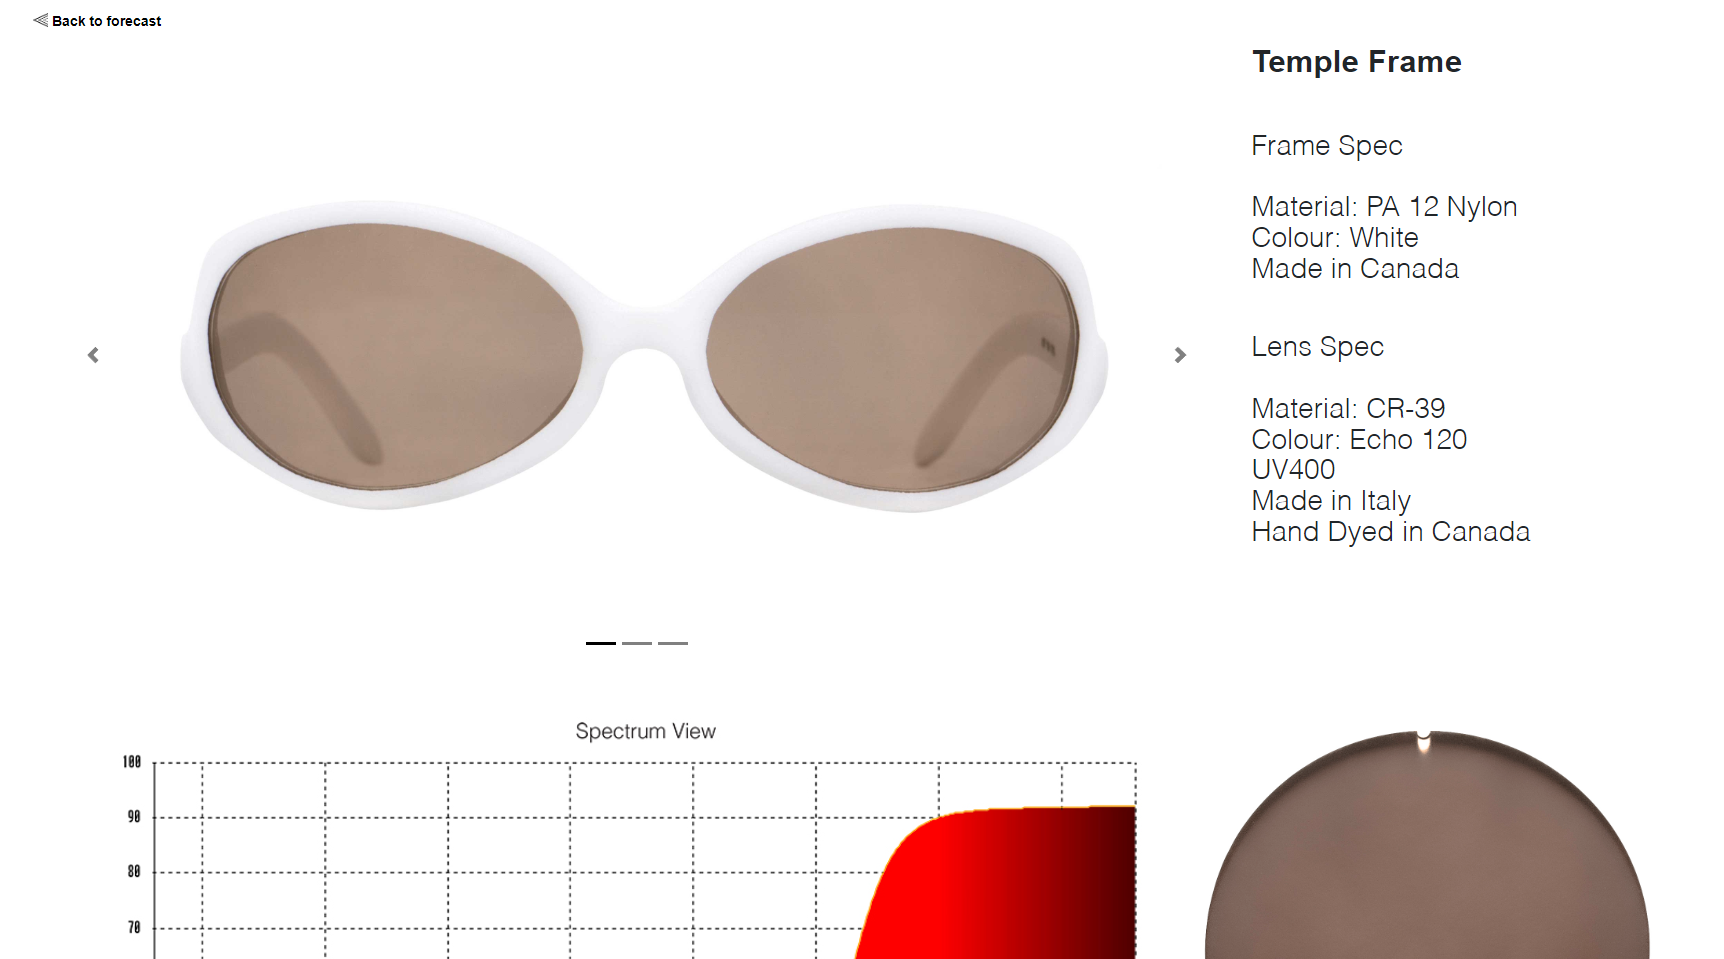 Back to forecast
Temple Frame
Frame Spec
Material: PA 12 Nylon
Colour: White
Made in Canada
Lens Spec
Material: CR-39
Colour: Echo 120
UV400
Made in Italy
Hand Dyed in Canada
Spectrum View
100
90
80
70